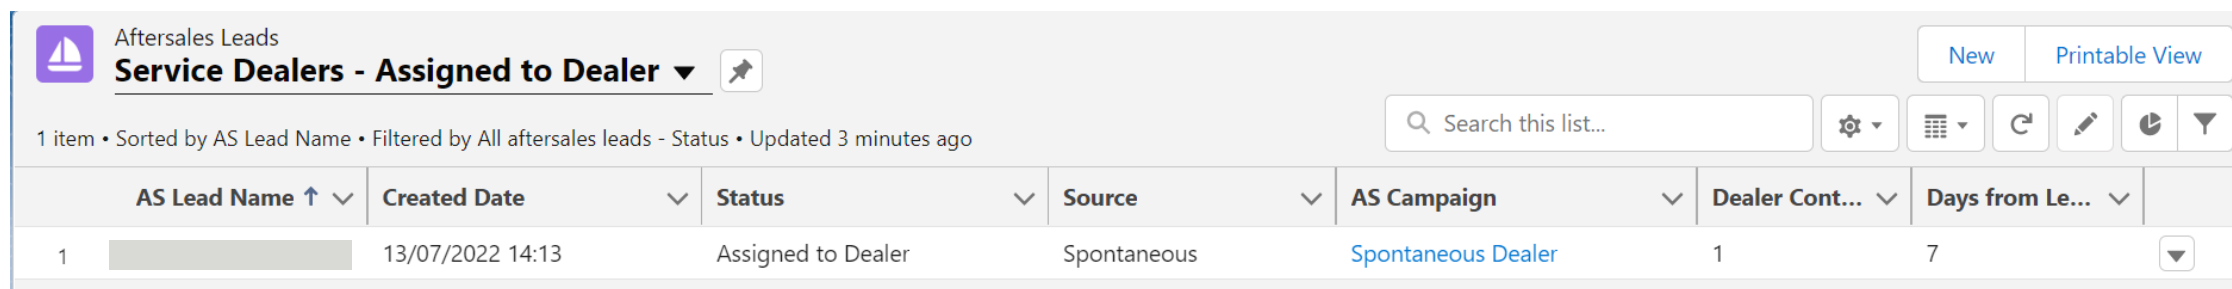 Aftersales Leads
Service Dealers - Assigned to Dealer
New
Printable View
1 item • Sorted by AS Lead Name • Filtered by All aftersales leads - Status • Updated 3 minutes ago
Search this list...
AS Lead Name ↑ Created Date Status Source AS Campaign Dealer Cont... Days from Le...
1 13/07/2022 14:13 Assigned to Dealer Spontaneous Spontaneous Dealer 1 7